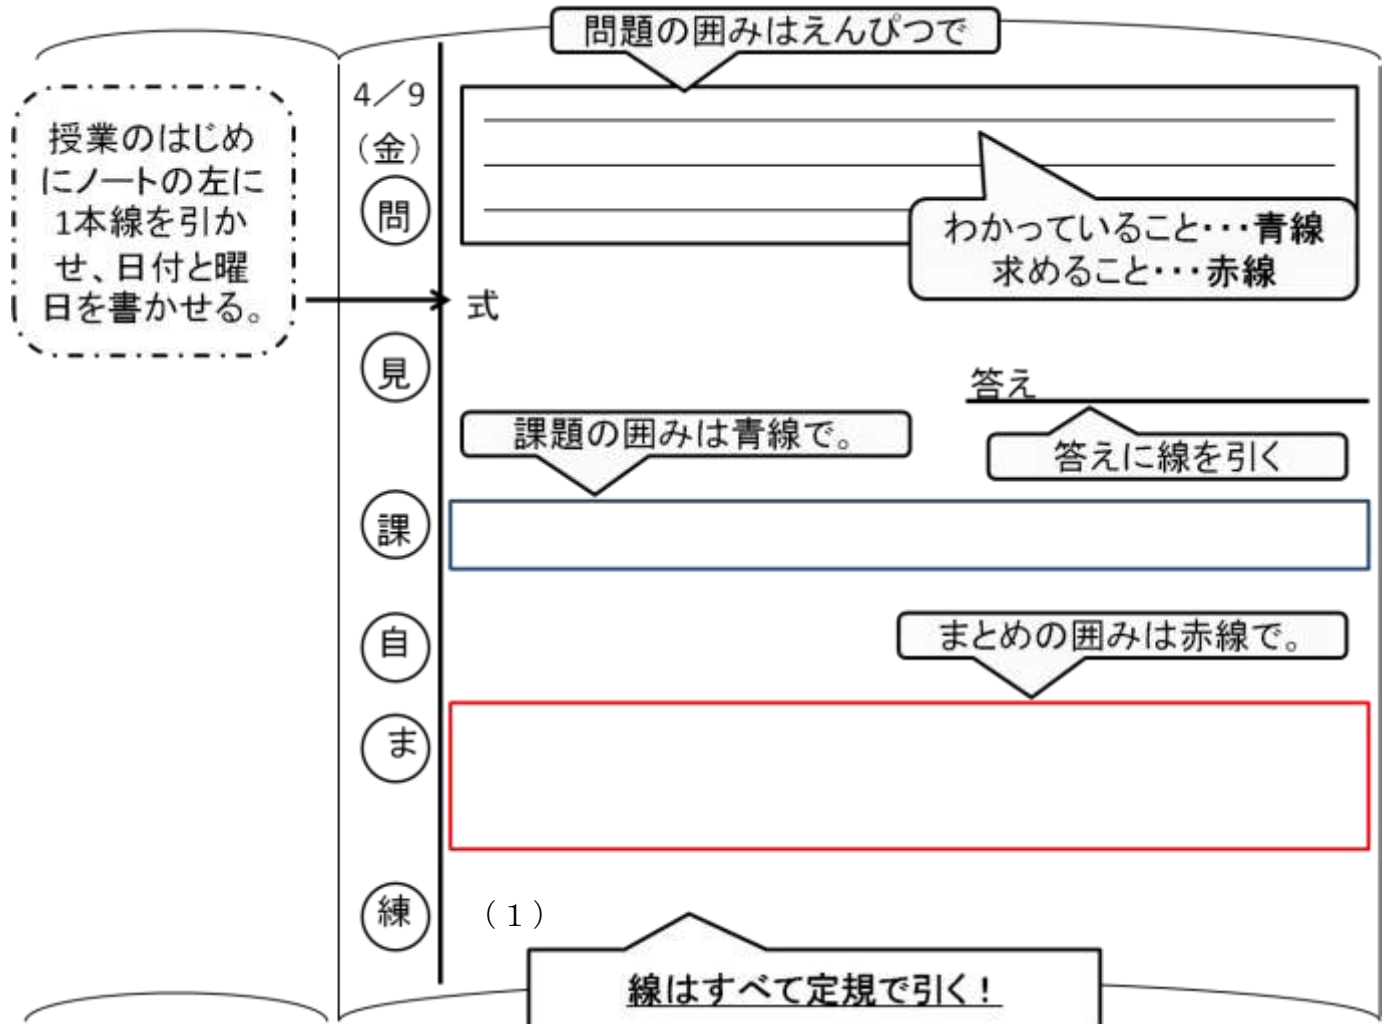 問題の囲みはえんぴつで
授業のはじめ
にノートの左に
1本線を引か
せ、日付と曜
日を書かせる。
4／9
（金）
問
わかっていること・・・青線
求めること・・・赤線
式
見
答え
答えに線を引く
課題の囲みは青線で。
課
自
まとめの囲みは赤線で。
ま
練
（１）
線はすべて定規で引く！